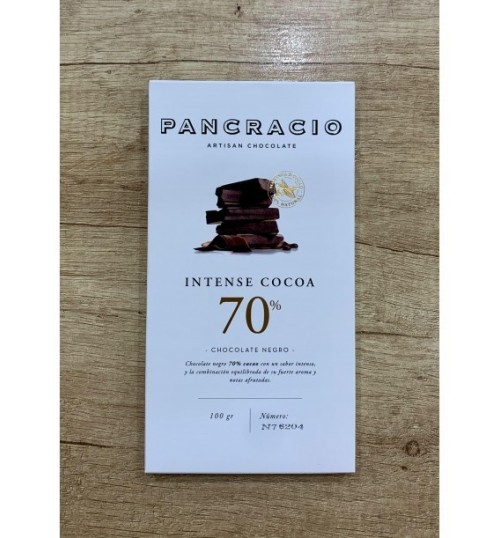 PANCRACIO
ARTISAN CHOCOLATE
INTENSE COCOA
70%
· CHOCOLATE NEGRO ·
Chocolate negro 70% cacao con un sabor intenso,
y la combinación equilibrada de su fuerte aroma y
notas afrutadas.
100 gr
Número:
Nº 76204